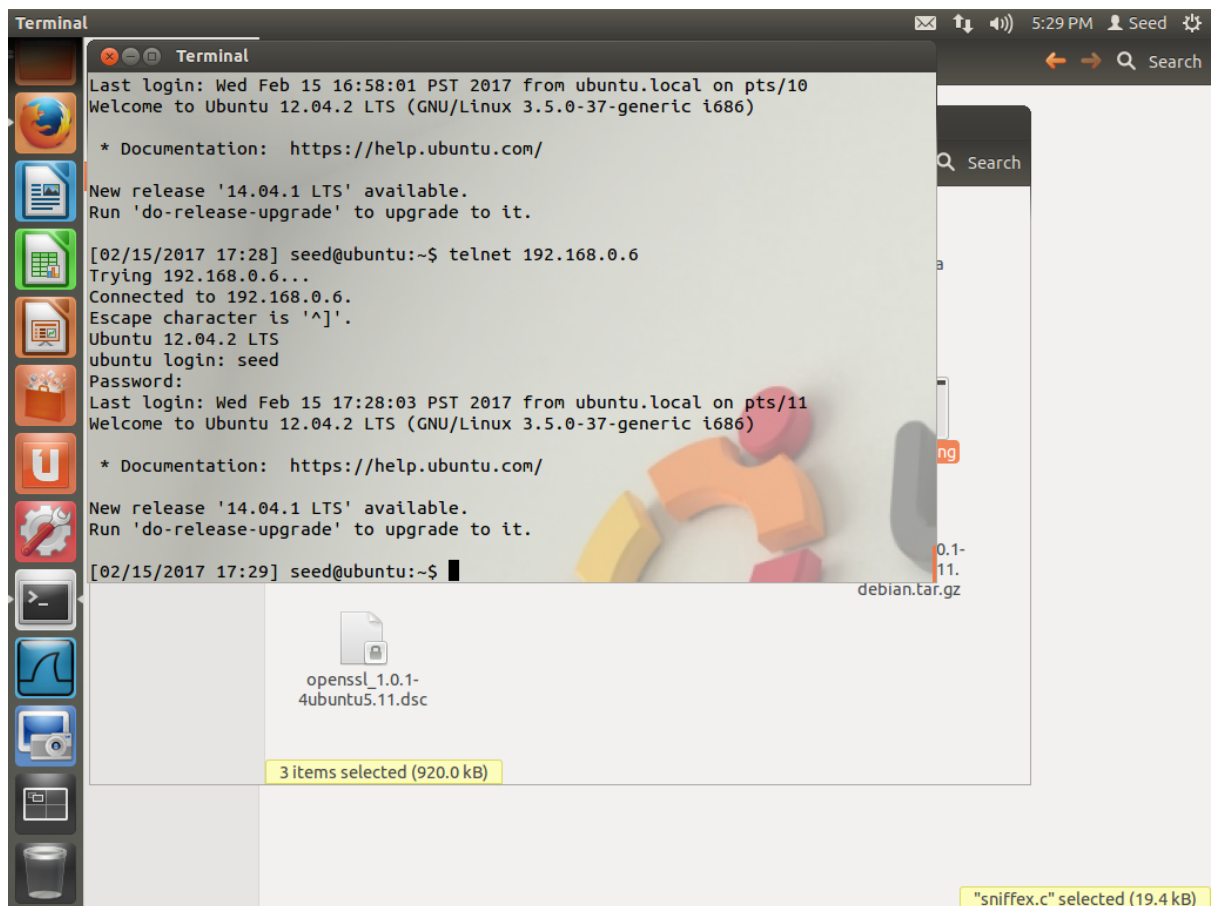 Terminal
5:29 PM Seed
Terminal
Search
Last login: Wed Feb 15 16:58:01 PST 2017 from ubuntu.local on pts/10
Welcome to Ubuntu 12.04.2 LTS (GNU/Linux 3.5.0-37-generic i686)
* Documentation: https://help.ubuntu.com/
Search
New release '14.04.1 LTS' available.
Run 'do-release-upgrade' to upgrade to it.
[02/15/2017 17:28] seed@ubuntu:~$ telnet 192.168.0.6
a
Trying 192.168.0.6...
Connected to 192.168.0.6.
Escape character is '^]'.
Ubuntu 12.04.2 LTS
ubuntu login: seed
Password:
Last login: Wed Feb 15 17:28:03 PST 2017 from ubuntu.local on pts/11
Welcome to Ubuntu 12.04.2 LTS (GNU/Linux 3.5.0-37-generic i686)
ng
* Documentation: https://help.ubuntu.com/
New release '14.04.1 LTS' available.
Run 'do-release-upgrade' to upgrade to it.
[02/15/2017 17:29] seed@ubuntu:~$
0.1-
11.
debian.tar.gz
openssl_1.0.1-
4ubuntu5.11.dsc
3 items selected (920.0 kB)
"sniffex.c" selected (19.4 kB)